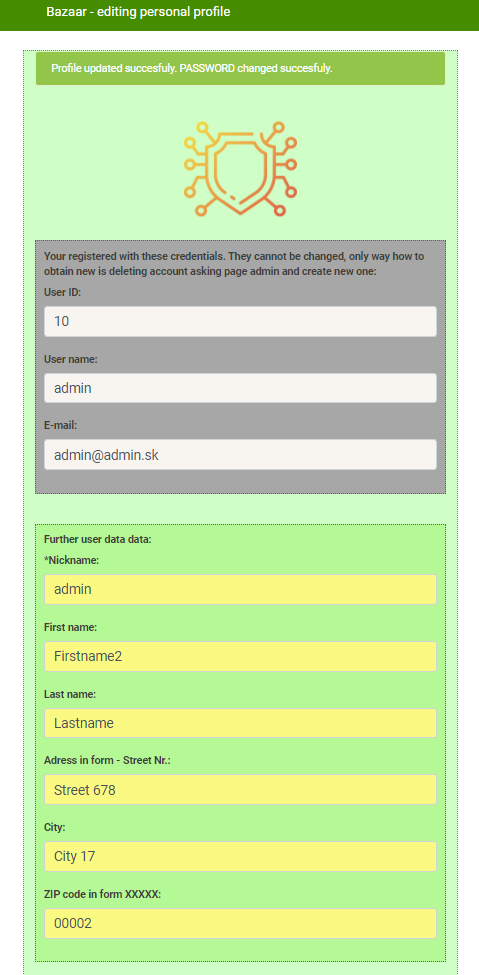 Bazaar - editing personal profile
Profile updated succesfuly. PASSWORD changed succesfuly.
Your registered with these credentials. They cannot be changed, only way how to
obtain new is deleting account asking page admin and create new one:
User ID:
10
User name:
admin
E-mail:
admin@admin.sk
Further user data data:
*Nickname:
admin
First name:
Firstname2
Last name:
Lastname
Adress in form - Street Nr.:
Street 678
City:
City 17
ZIP code in form XXXXX:
00002